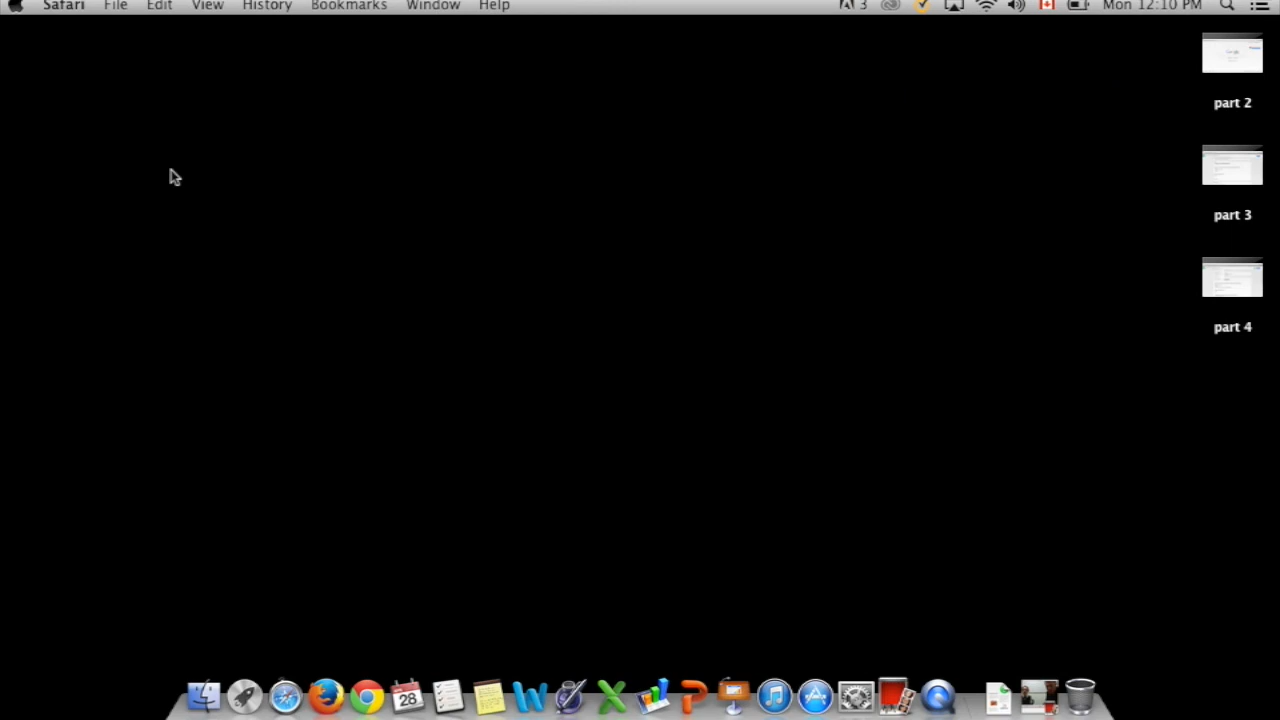 Safari File Edit View History Bookmarks Window Help 3 Mon 12:10 PM
part 2
part 3
part 4
28